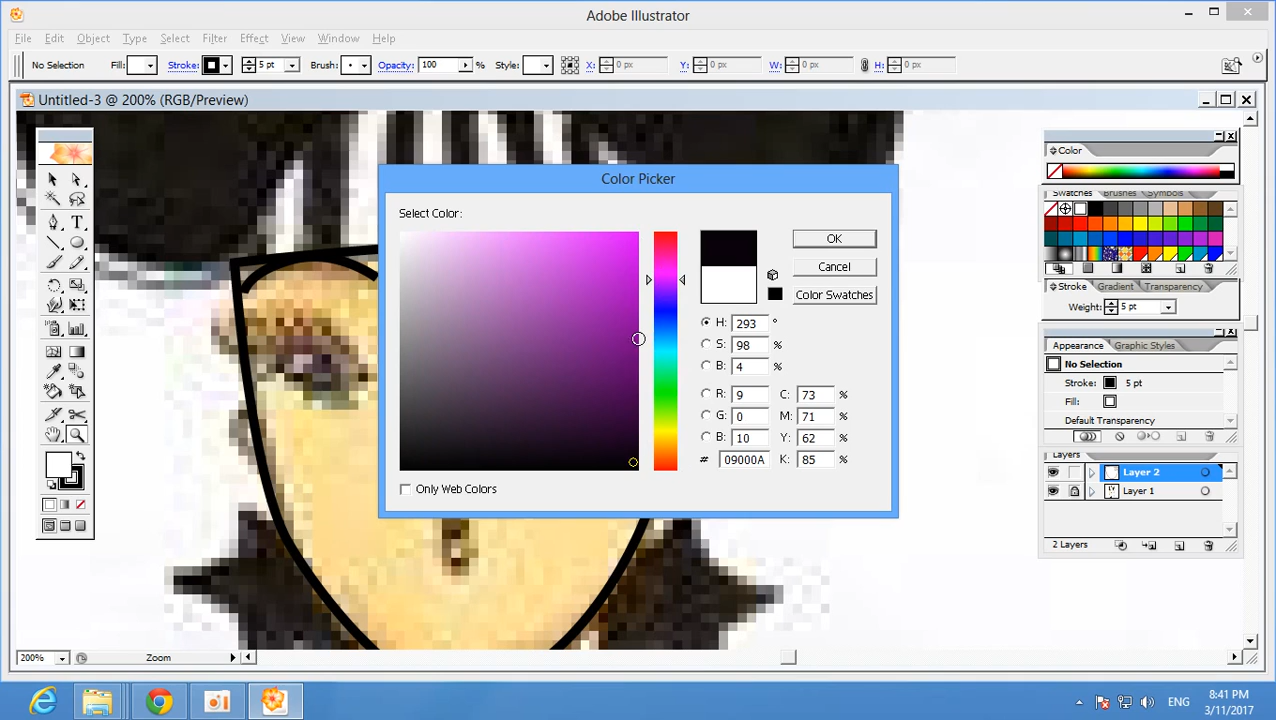 Adobe Illustrator
File Edit Object Type Select Filter Effect View Window Help
No Selection Fill: Stroke: 5 pt Brush: Opacity: 100 % Style: X: 0 px Y: 0 px W: 0 px H: 0 px
Untitled-3 @ 200% (RGB/Preview)
Color
Swatches Brushes Symbols
Stroke Gradient Transparency
Weight: 5 pt
Appearance Graphic Styles
No Selection
Stroke: 5 pt
Fill:
Default Transparency
Layers
Layer 2
Layer 1
2 Layers
Color Picker
Select Color:
OK
Cancel
Color Swatches
H: 293 °
S: 98 %
B: 4 %
R: 9 C: 73 %
G: 0 M: 71 %
B: 10 Y: 62 %
# 09000A K: 85 %
Only Web Colors
200% Zoom
ENG
8:41 PM
3/11/2017